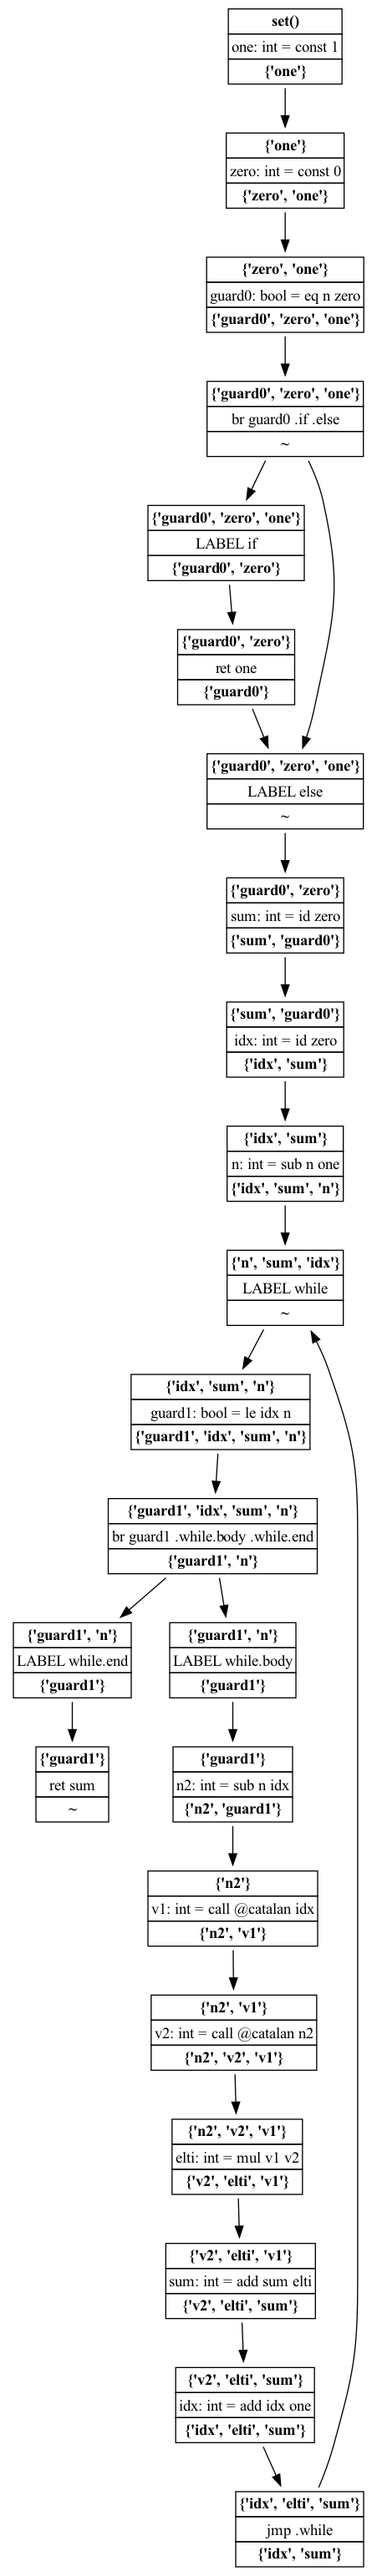 set()
one: int = const 1
{'one'}
{'one'}
zero: int = const 0
{'zero', 'one'}
{'zero', 'one'}
guard0: bool = eq n zero
{'guard0', 'zero', 'one'}
{'guard0', 'zero', 'one'}
br guard0 .if .else
~
{'guard0', 'zero', 'one'}
LABEL if
{'guard0', 'zero'}
{'guard0', 'zero'}
ret one
{'guard0'}
{'guard0', 'zero', 'one'}
LABEL else
~
{'guard0', 'zero'}
sum: int = id zero
{'sum', 'guard0'}
{'sum', 'guard0'}
idx: int = id zero
{'idx', 'sum'}
{'idx', 'sum'}
n: int = sub n one
{'idx', 'sum', 'n'}
{'n', 'sum', 'idx'}
LABEL while
~
{'idx', 'sum', 'n'}
guard1: bool = le idx n
{'guard1', 'idx', 'sum', 'n'}
{'guard1', 'idx', 'sum', 'n'}
br guard1 .while.body .while.end
{'guard1', 'n'}
{'guard1', 'n'}
LABEL while.end
{'guard1'}
{'guard1', 'n'}
LABEL while.body
{'guard1'}
{'guard1'}
ret sum
~
{'guard1'}
n2: int = sub n idx
{'n2', 'guard1'}
{'n2'}
v1: int = call @catalan idx
{'n2', 'v1'}
{'n2', 'v1'}
v2: int = call @catalan n2
{'n2', 'v2', 'v1'}
{'n2', 'v2', 'v1'}
elti: int = mul v1 v2
{'v2', 'elti', 'v1'}
{'v2', 'elti', 'v1'}
sum: int = add sum elti
{'v2', 'elti', 'sum'}
{'v2', 'elti', 'sum'}
idx: int = add idx one
{'idx', 'elti', 'sum'}
{'idx', 'elti', 'sum'}
jmp .while
{'idx', 'sum'}